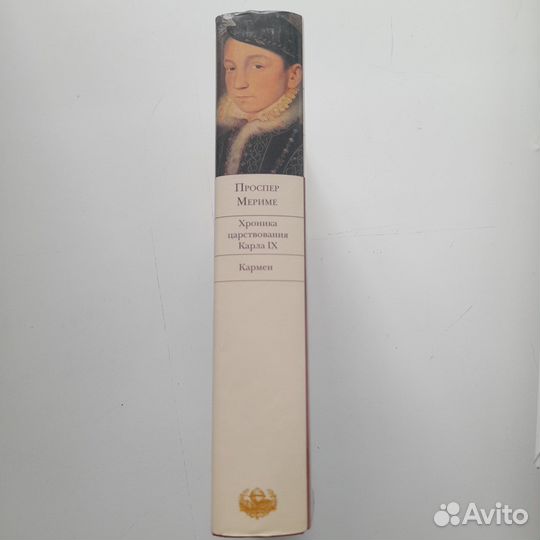 Проспер
Мериме
Хроника
царствования
Карла IX
Кармен
Avito